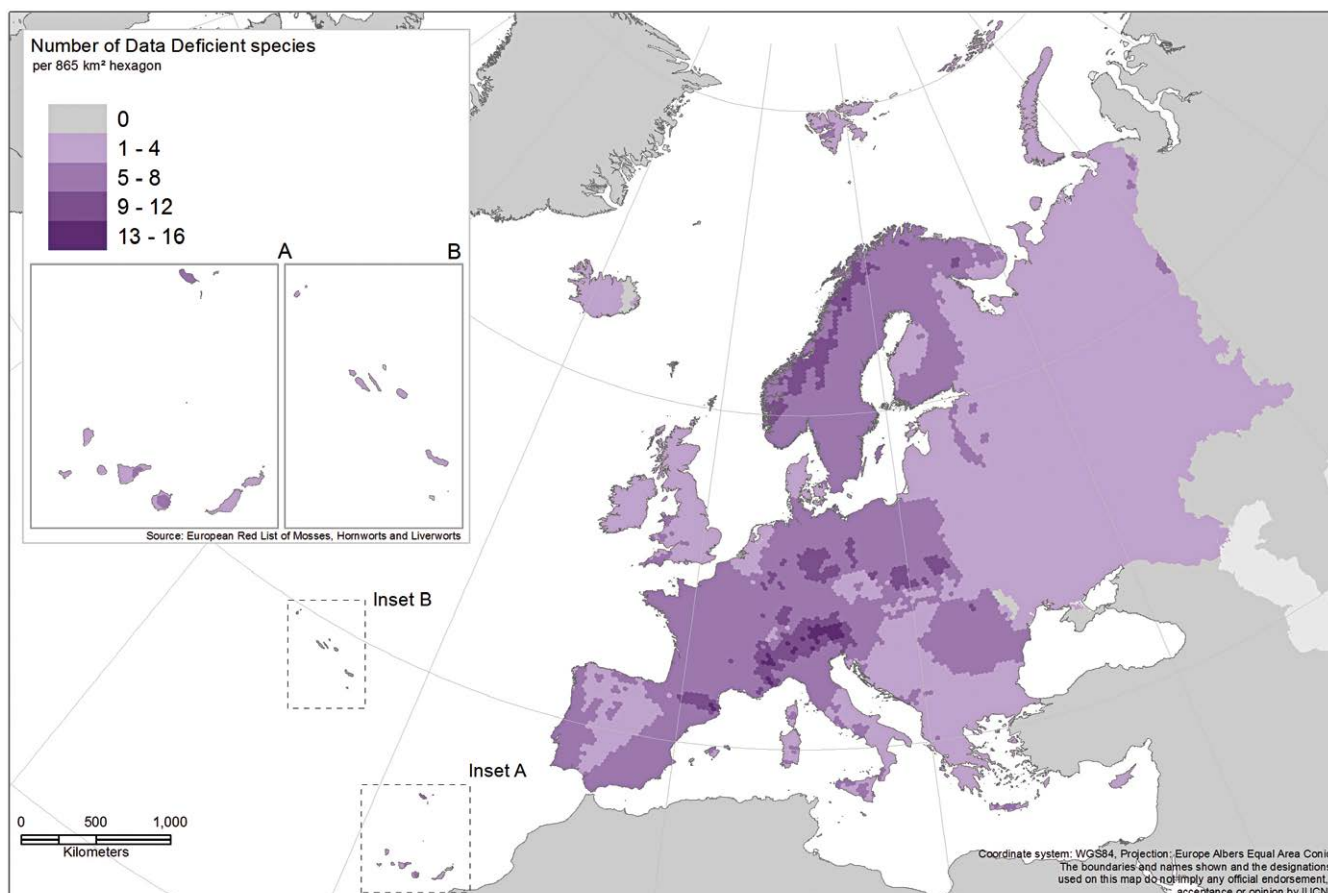 Number of Data Deficient species
per 865 km² hexagon
0
1 - 4
5 - 8
9 - 12
13 - 16
A
B
Source: European Red List of Mosses, Hornworts and Liverworts
Inset B
Inset A
0 500 1,000
Kilometers
Coordinate system: WGS84, Projection: Europe Albers Equal Area Coni
The boundaries and names shown and the designations
used on this map do not imply any official endorsement,
acceptance or opinion by IUCN